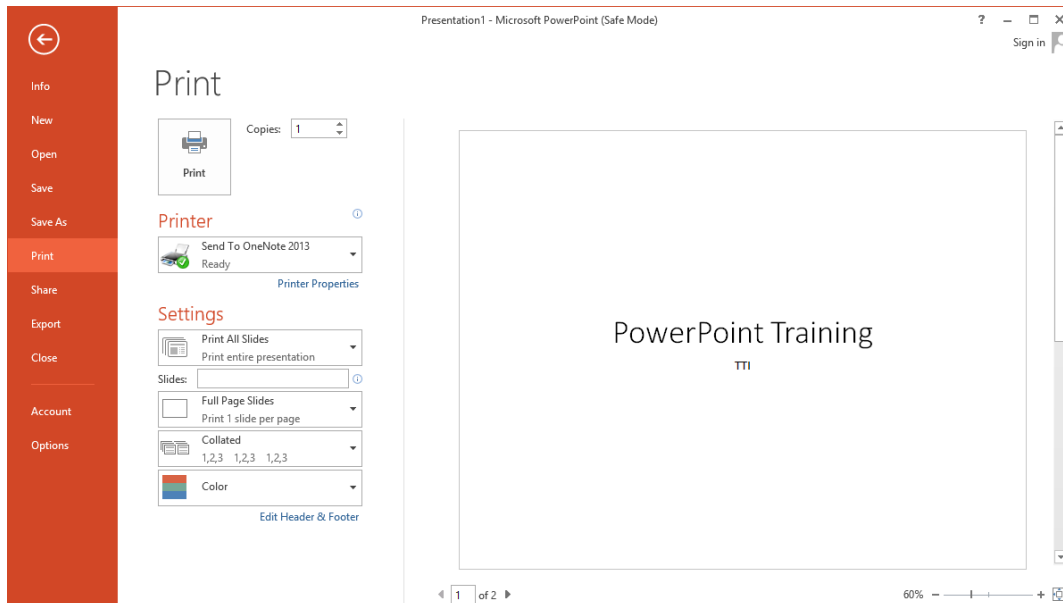 Presentation1 - Microsoft PowerPoint (Safe Mode)
?
Sign in
Info
New
Open
Save
Save As
Print
Share
Export
Close
Account
Options
Print
Print
Copies: 1
Printer
Send To OneNote 2013
Ready
Printer Properties
Settings
Print All Slides
Print entire presentation
Slides:
Full Page Slides
Print 1 slide per page
Collated
1,2,3 1,2,3 1,2,3
Color
Edit Header & Footer
PowerPoint Training
TTI
1 of 2
60% − +